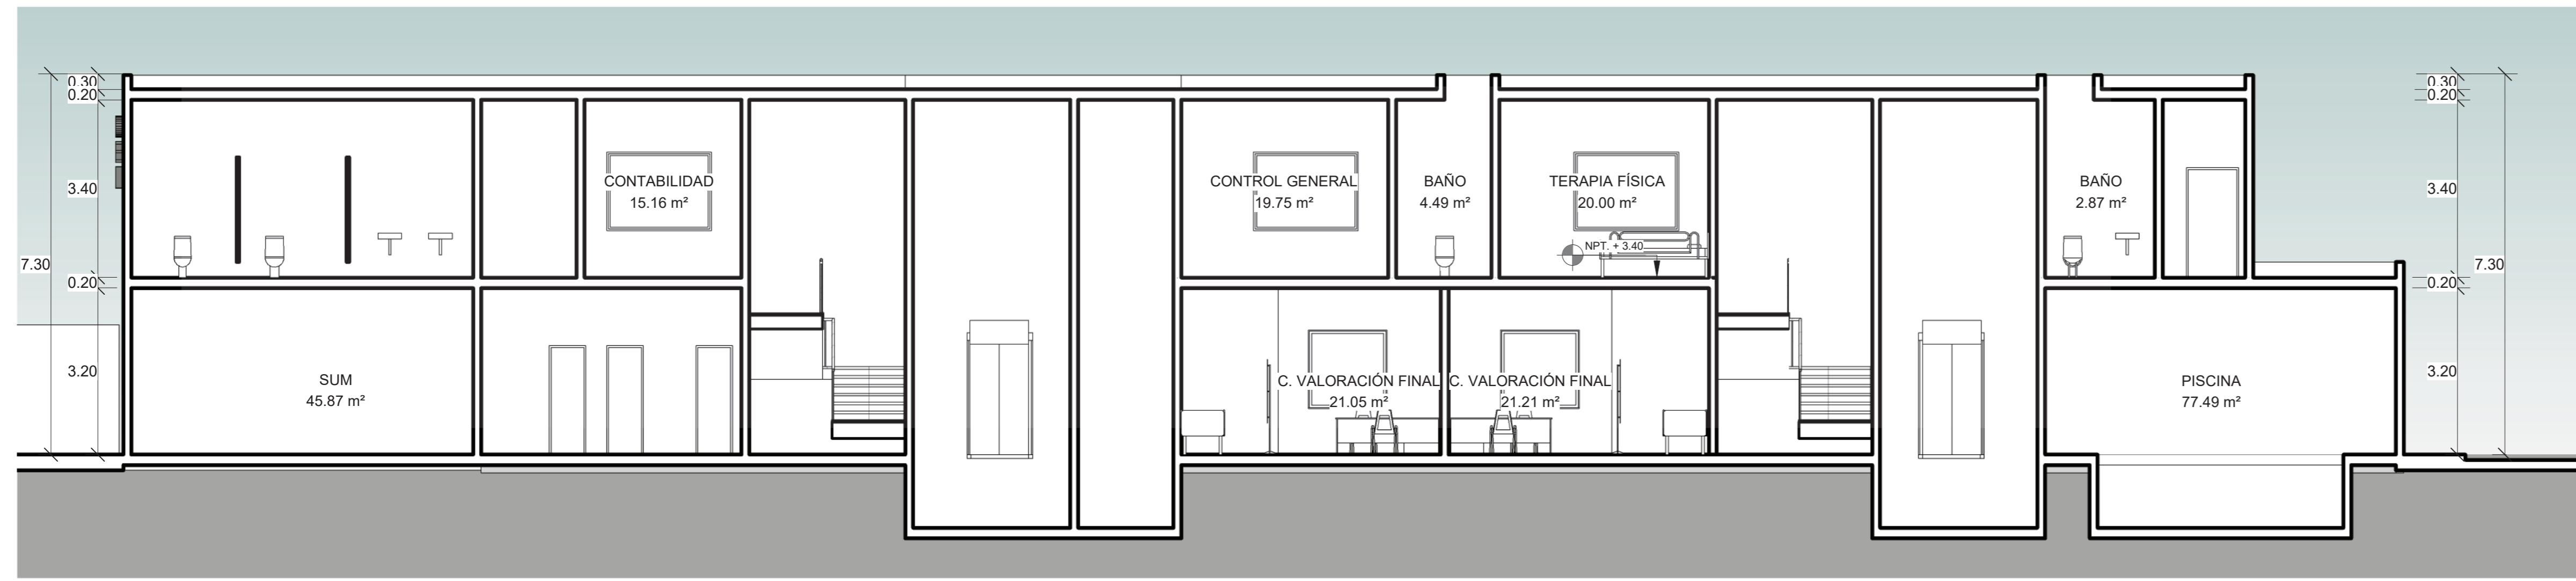 0.30
0.20
3.40
7.30
0.20
3.20
CONTABILIDAD
15.16 m²
CONTROL GENERAL
19.75 m²
BAÑO
4.49 m²
TERAPIA FÍSICA
20.00 m²
NPT. + 3.40
BAÑO
2.87 m²
SUM
45.87 m²
C. VALORACIÓN FINAL
21.05 m²
C. VALORACIÓN FINAL
21.21 m²
PISCINA
77.49 m²
0.30
0.20
3.40
7.30
0.20
3.20